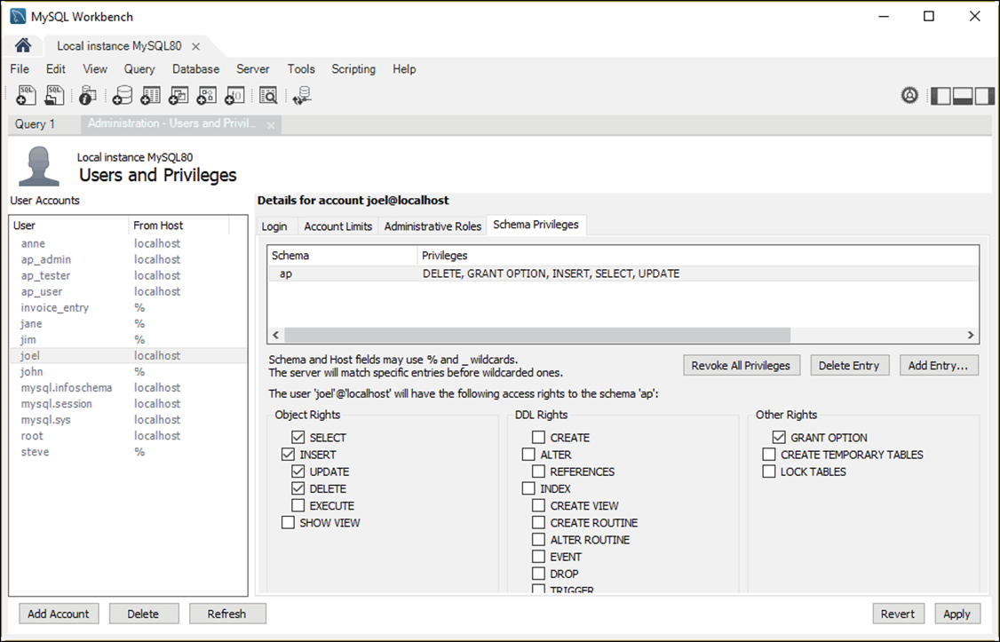 MySQL Workbench
Local instance MySQL80
File Edit View Query Database Server Tools Scripting Help
Query 1 Administration - Users and Privil...
Local instance MySQL80
Users and Privileges
User Accounts
User From Host
anne localhost
ap_admin localhost
ap_tester localhost
ap_user localhost
invoice_entry %
jane %
jim %
joel localhost
john %
mysql.infoschema localhost
mysql.session localhost
mysql.sys localhost
root localhost
steve %
Details for account joel@localhost
Login Account Limits Administrative Roles Schema Privileges
Schema Privileges
ap DELETE, GRANT OPTION, INSERT, SELECT, UPDATE
Schema and Host fields may use % and _ wildcards.
The server will match specific entries before wildcarded ones.
Revoke All Privileges Delete Entry Add Entry...
The user 'joel'@'localhost' will have the following access rights to the schema 'ap':
Object Rights
SELECT
INSERT
UPDATE
DELETE
EXECUTE
SHOW VIEW
DDL Rights
CREATE
ALTER
REFERENCES
INDEX
CREATE VIEW
CREATE ROUTINE
ALTER ROUTINE
EVENT
DROP
TRIGGER
Other Rights
GRANT OPTION
CREATE TEMPORARY TABLES
LOCK TABLES
Add Account Delete Refresh Revert Apply